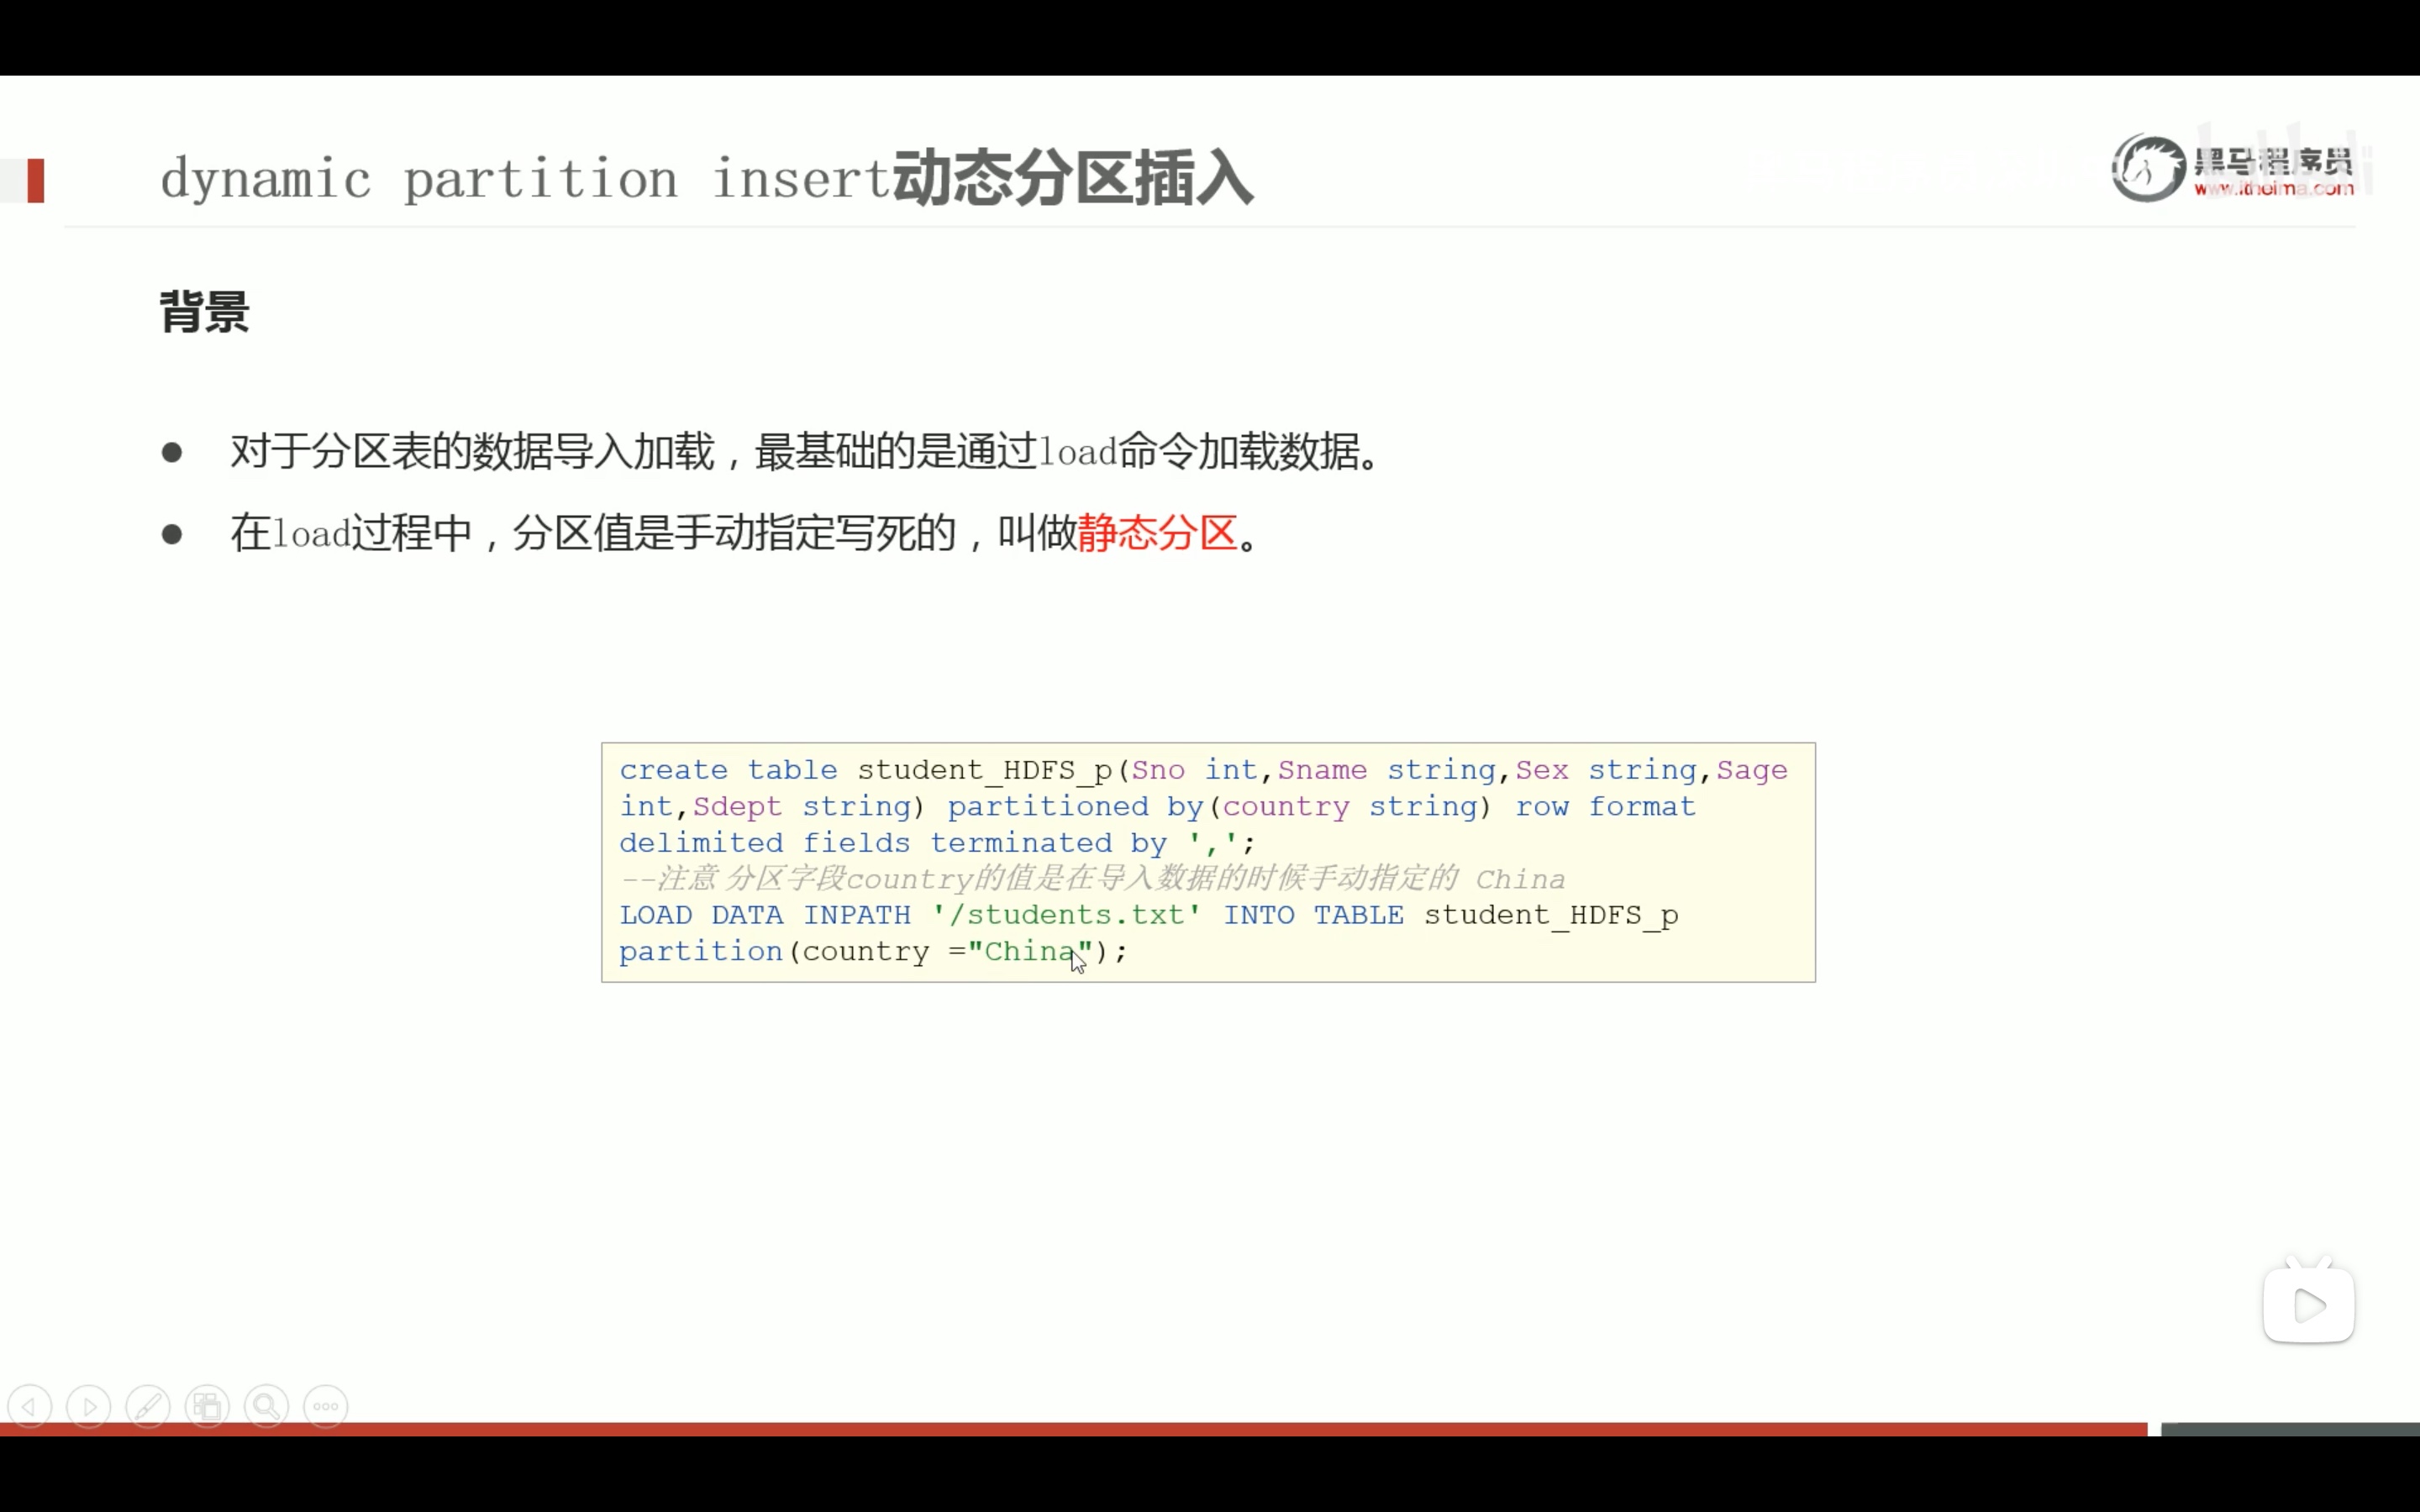 dynamic partition insert动态分区插入
黑马程序员
www.itheima.com
背景
● 对于分区表的数据导入加载，最基础的是通过load命令加载数据。
● 在load过程中，分区值是手动指定写死的，叫做静态分区。
create table student_HDFS_p(Sno int,Sname string,Sex string,Sage
int,Sdept string) partitioned by(country string) row format
delimited fields terminated by ',';
--注意 分区字段country的值是在导入数据的时候手动指定的 China
LOAD DATA INPATH '/students.txt' INTO TABLE student_HDFS_p
partition(country ="China");